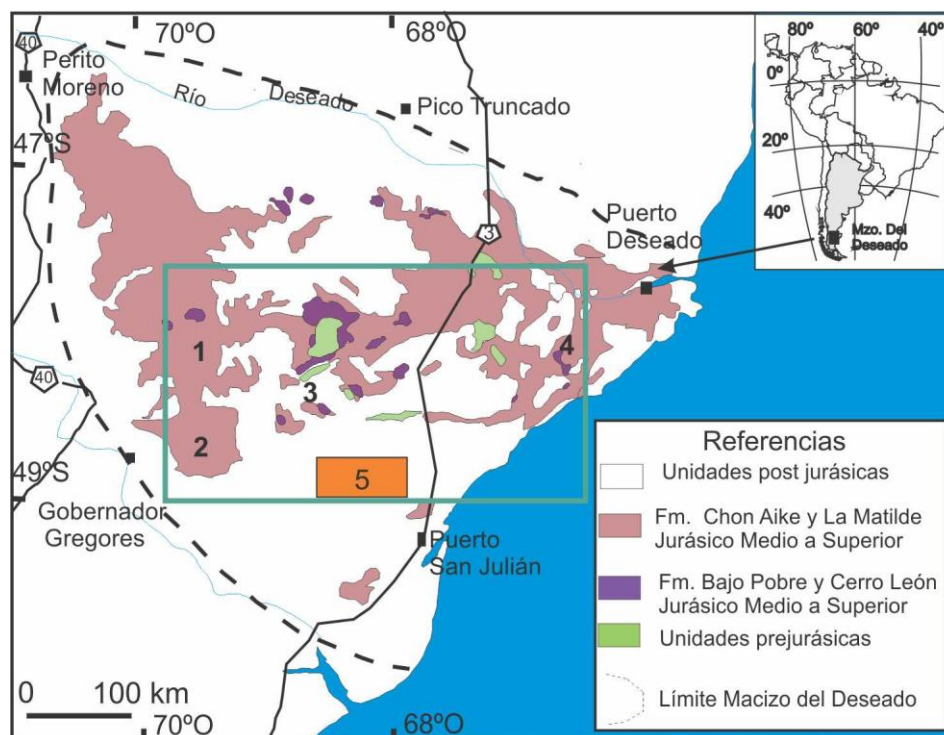 70ºO
68ºO
80º
60º
40º
0º
20º
40º
Mzo. Del
Deseado
40
Perito
Moreno
Río Deseado
Pico Truncado
47ºS
Puerto
Deseado
3
1
4
3
40
2
49ºS
5
Gobernador
Gregores
Puerto
San Julián
Referencias
Unidades post jurásicas
Fm. Chon Aike y La Matilde
Jurásico Medio a Superior
Fm. Bajo Pobre y Cerro León
Jurásico Medio a Superior
Unidades prejurásicas
Límite Macizo del Deseado
0 100 km
70ºO
68ºO